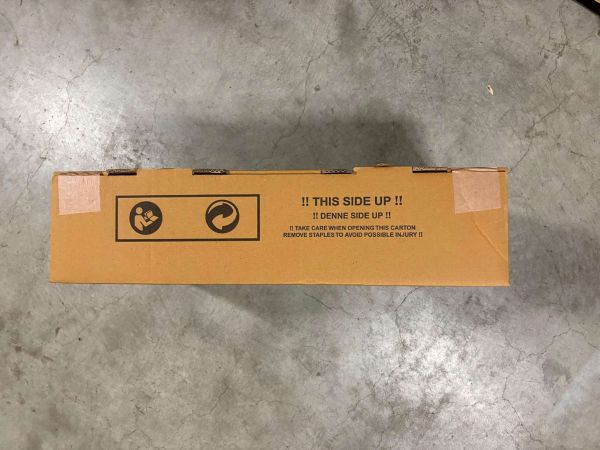 !! THIS SIDE UP !!
!! DENNE SIDE UP !!
!! TAKE CARE WHEN OPENING THIS CARTON
REMOVE STAPLES TO AVOID POSSIBLE INJURY !!